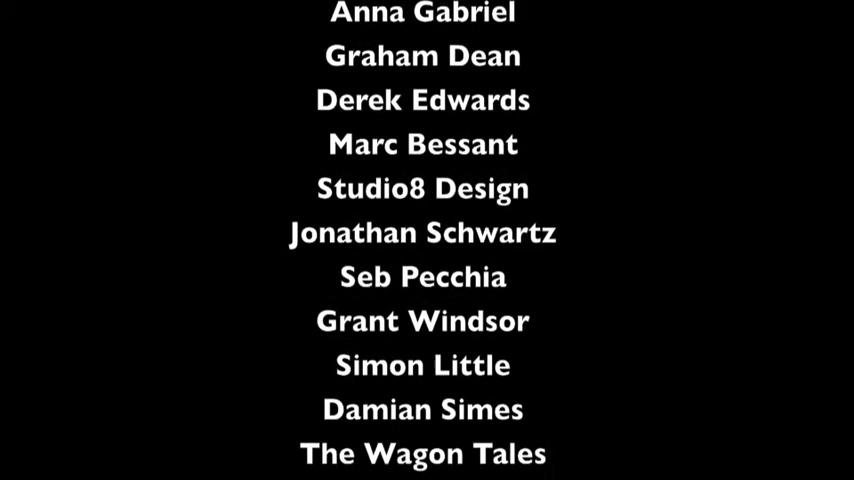 Anna Gabriel
Graham Dean
Derek Edwards
Marc Bessant
Studio8 Design
Jonathan Schwartz
Seb Pecchia
Grant Windsor
Simon Little
Damian Simes
The Wagon Tales